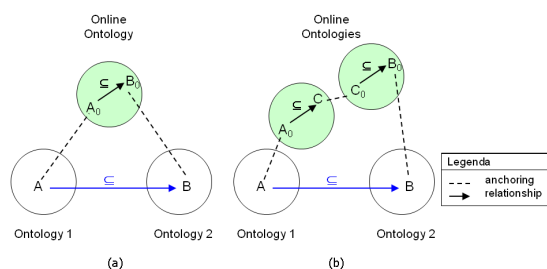 Online
Ontology
⊆
B0
A0
A
⊆
B
Ontology 1
Ontology 2
(a)
Online
Ontologies
⊆
B0
C0
⊆
C
A0
A
⊆
B
Ontology 1
Ontology 2
(b)
Legenda
anchoring
relationship